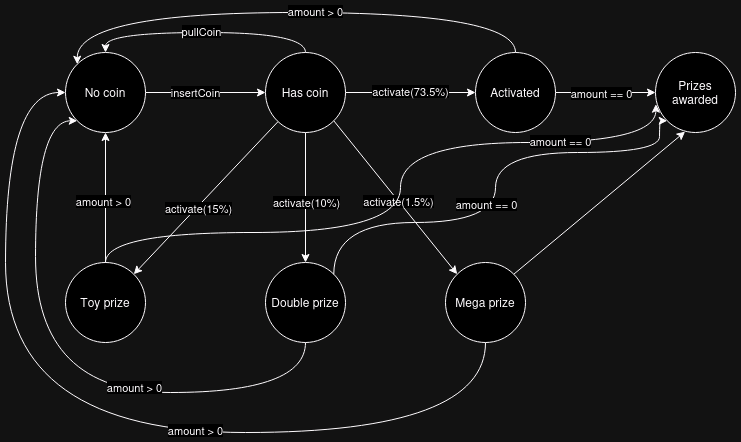 amount > 0
pullCoin
No coin
insertCoin
Has coin
activate(73.5%)
Activated
amount == 0
Prizes
awarded
amount == 0
amount > 0
activate(15%)
activate(10%)
activate(1.5%)
amount == 0
Toy prize
Double prize
Mega prize
amount > 0
amount > 0